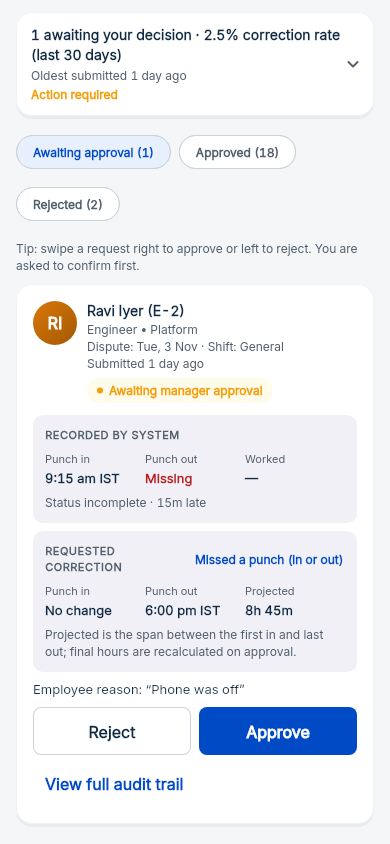 1 awaiting your decision · 2.5% correction rate
(last 30 days)
Oldest submitted 1 day ago
Action required
Awaiting approval (1)
Approved (18)
Rejected (2)
Tip: swipe a request right to approve or left to reject. You are
asked to confirm first.
RI
Ravi Iyer (E-2)
Engineer • Platform
Dispute: Tue, 3 Nov · Shift: General
Submitted 1 day ago
Awaiting manager approval
RECORDED BY SYSTEM
Punch in Punch out Worked
9:15 am IST Missing —
Status incomplete · 15m late
REQUESTED
CORRECTION
Missed a punch (in or out)
Punch in Punch out Projected
No change 6:00 pm IST 8h 45m
Projected is the span between the first in and last
out; final hours are recalculated on approval.
Employee reason: “Phone was off”
Reject Approve
View full audit trail